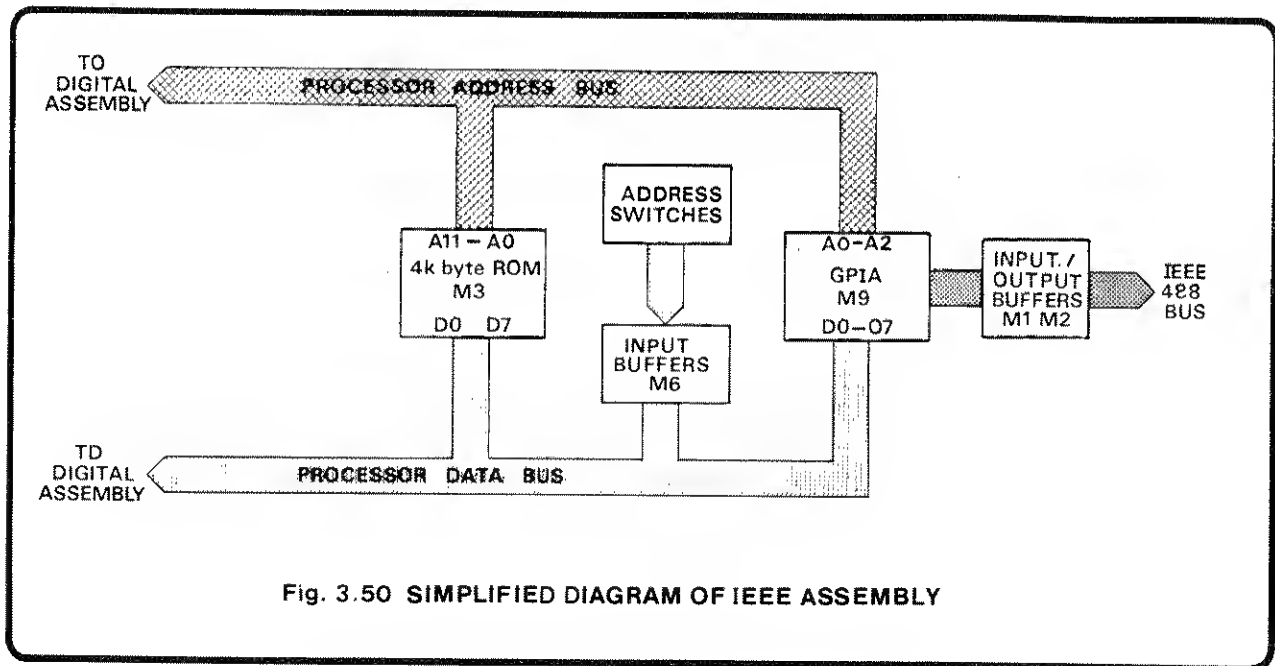 TO
DIGITAL
ASSEMBLY
PROCESSOR ADDRESS BUS
ADDRESS
SWITCHES
A11 – A0
4k byte ROM
M3
D0 D7
INPUT
BUFFERS
M6
A0–A2
GPIA
M9
D0–O7
INPUT./
OUTPUT
BUFFERS
M1 M2
IEEE
488
BUS
TD
DIGITAL
ASSEMBLY
PROCESSOR DATA BUS
Fig. 3.50 SIMPLIFIED DIAGRAM OF IEEE ASSEMBLY